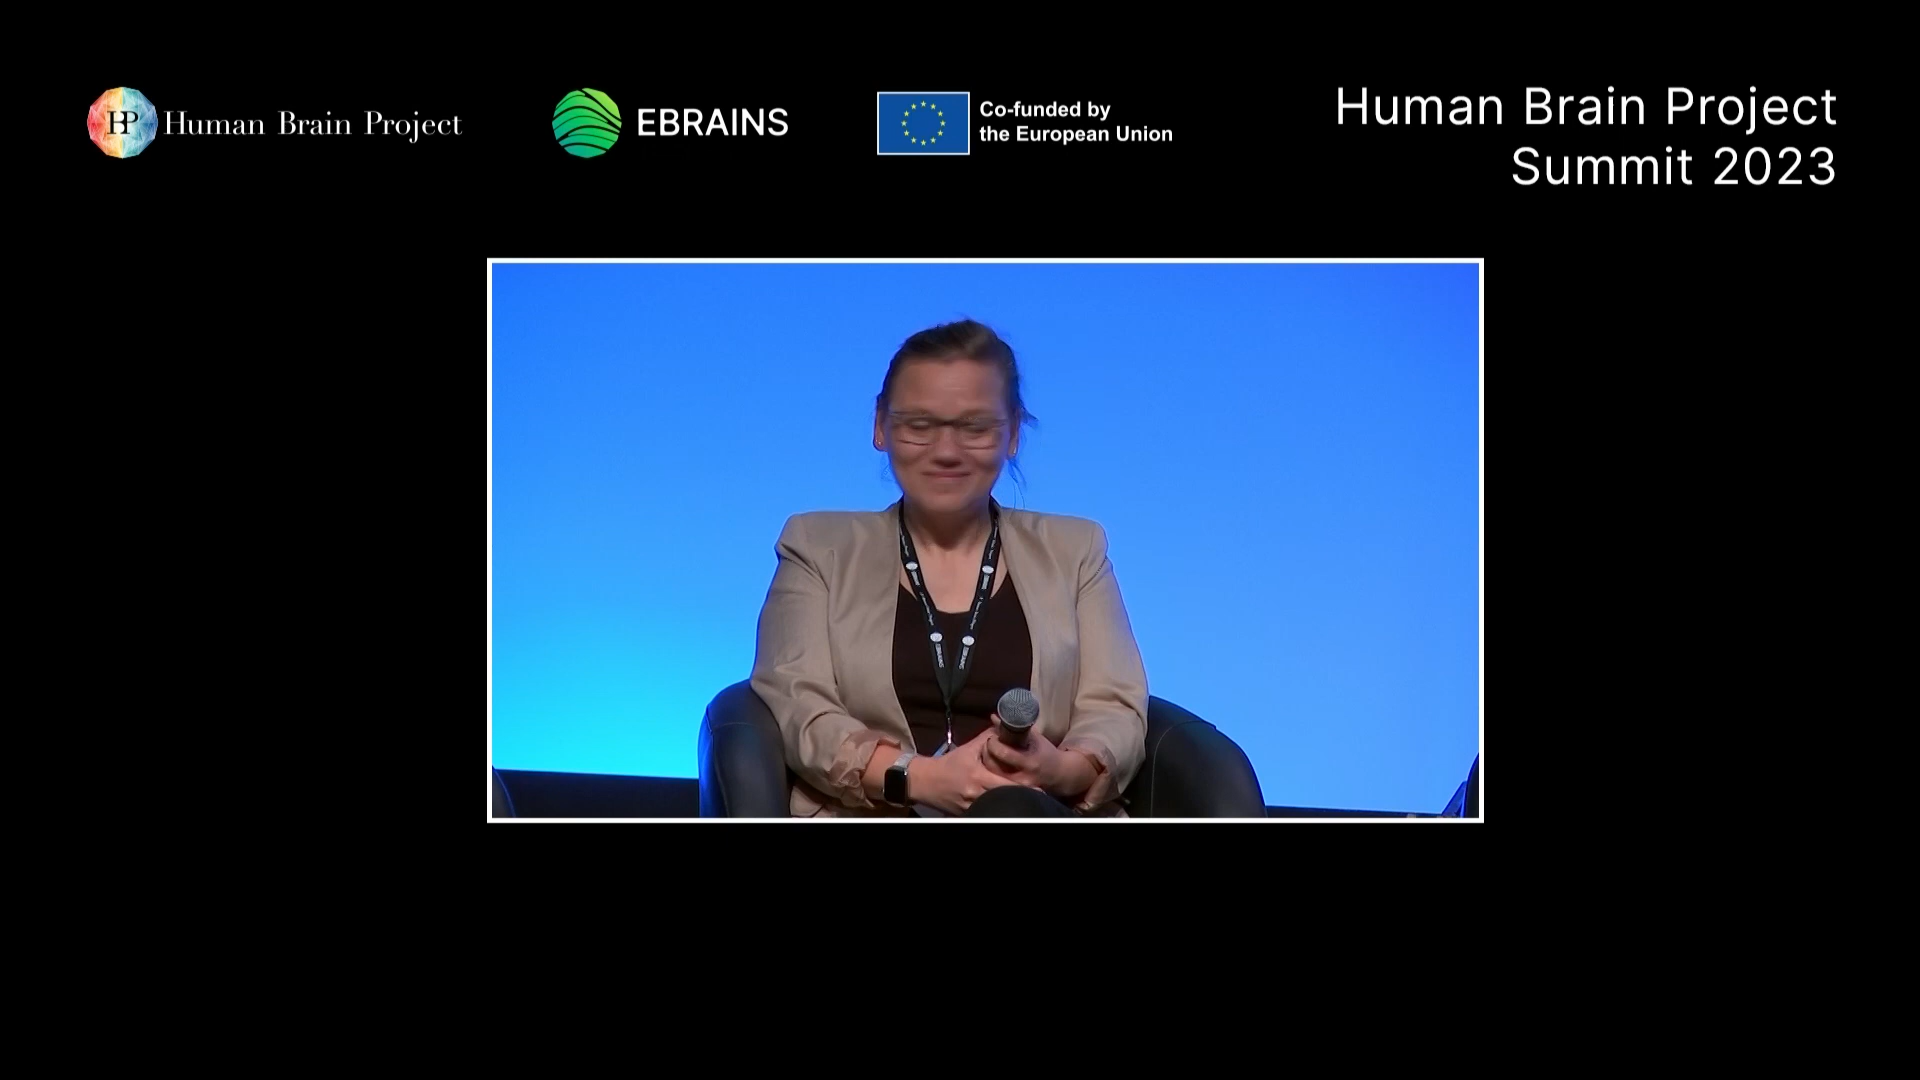 HP Human Brain Project
EBRAINS
Co-funded by
the European Union
Human Brain Project
Summit 2023